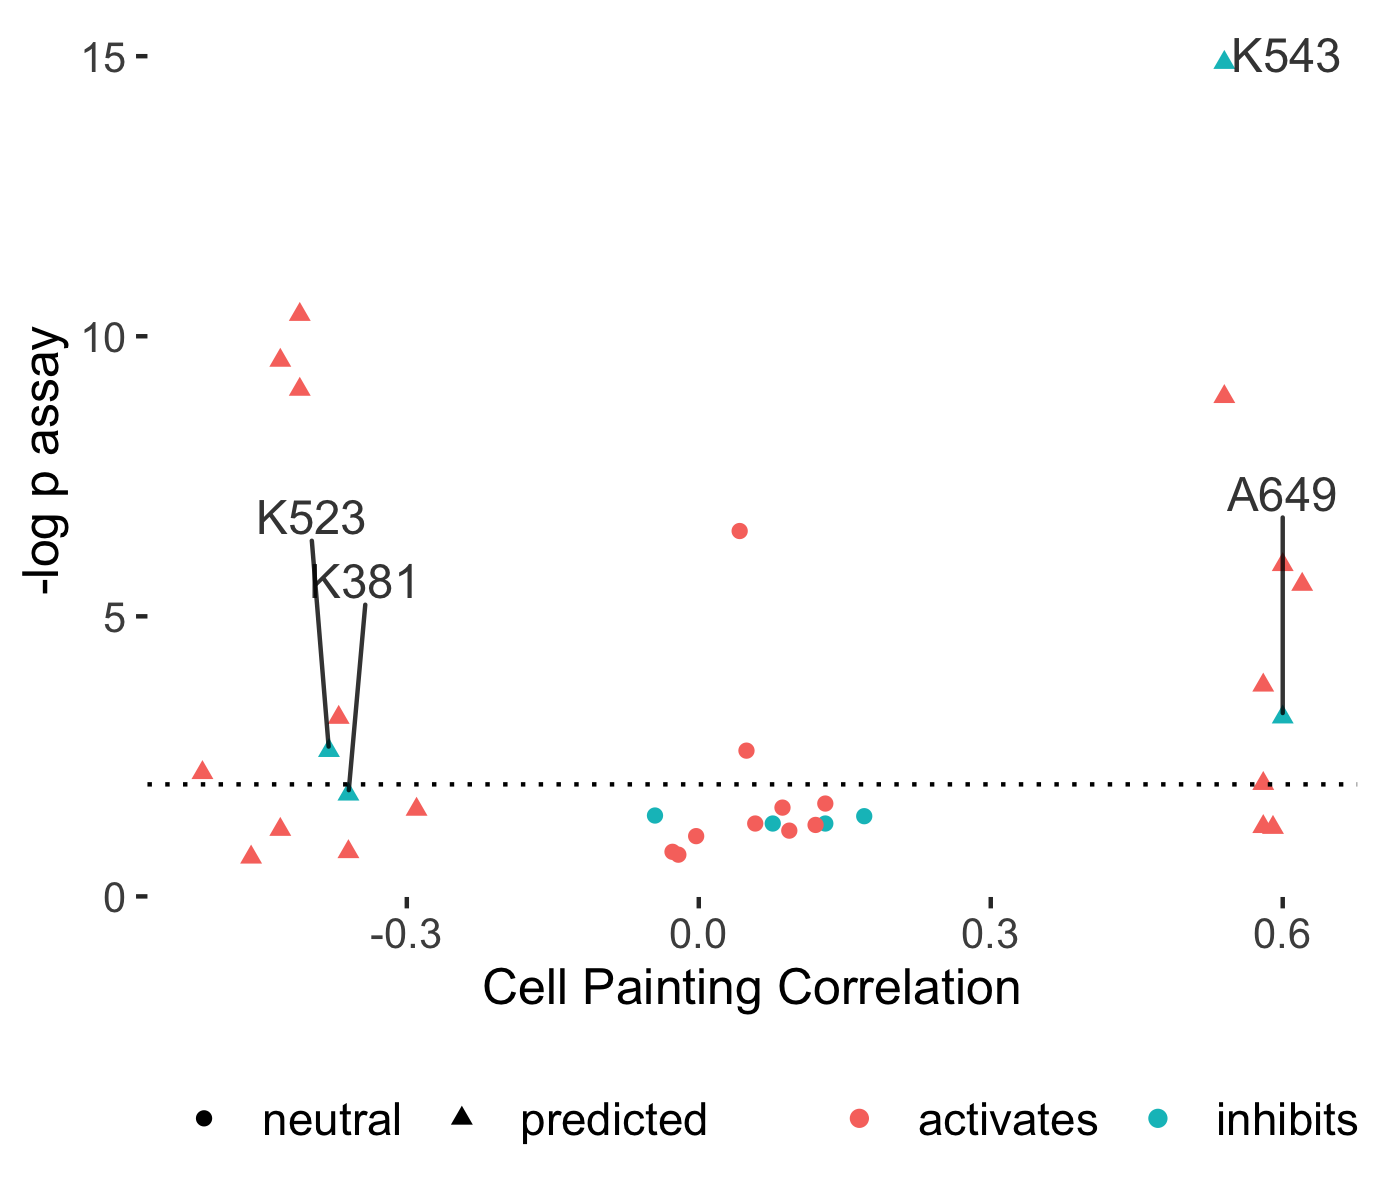 15
K543
10
K523
A649
K381
5
0
-log p assay
-0.3 0.0 0.3 0.6
Cell Painting Correlation
neutral predicted activates inhibits